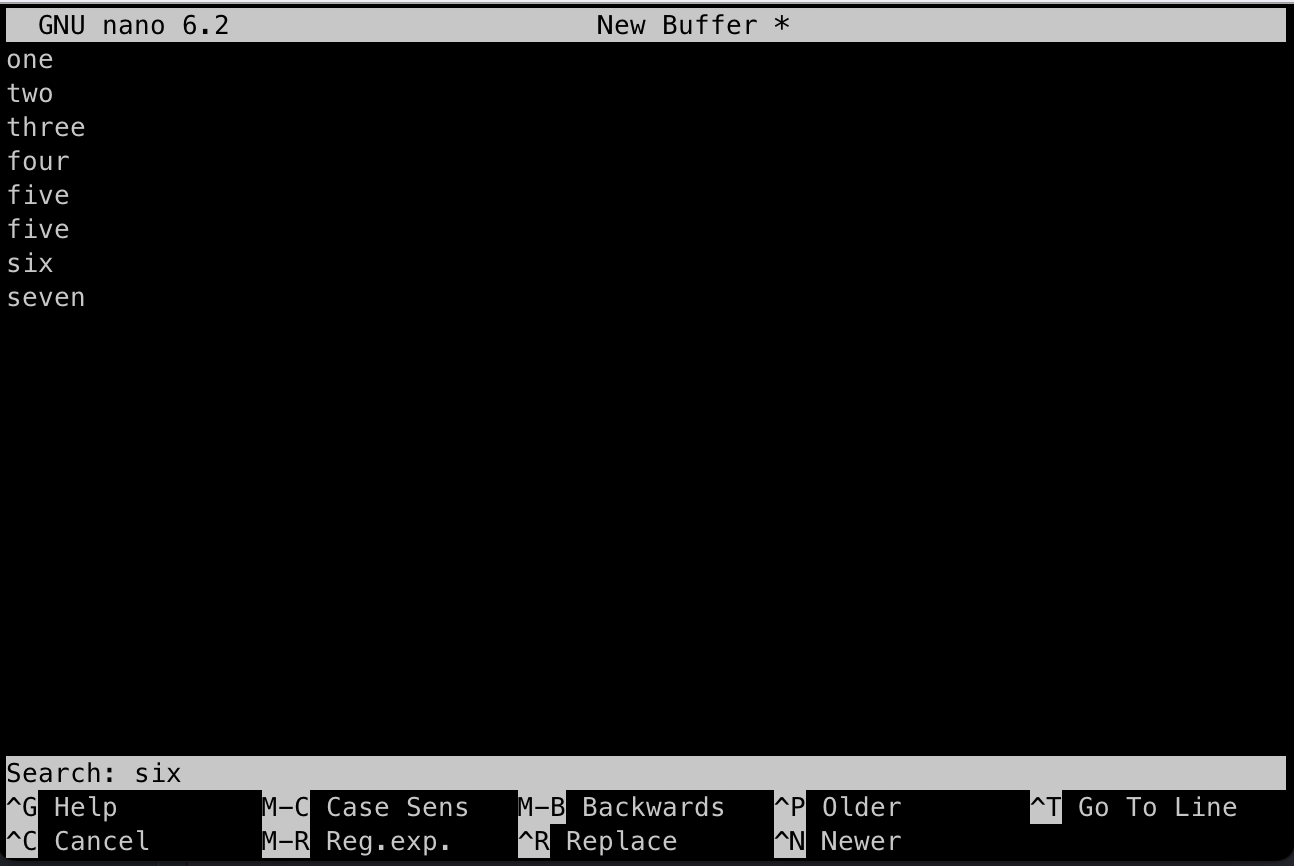 GNU nano 6.2 New Buffer *
one
two
three
four
five
five
six
seven
Search: six
^G Help M-C Case Sens M-B Backwards ^P Older ^T Go To Line
^C Cancel M-R Reg.exp. ^R Replace ^N Newer